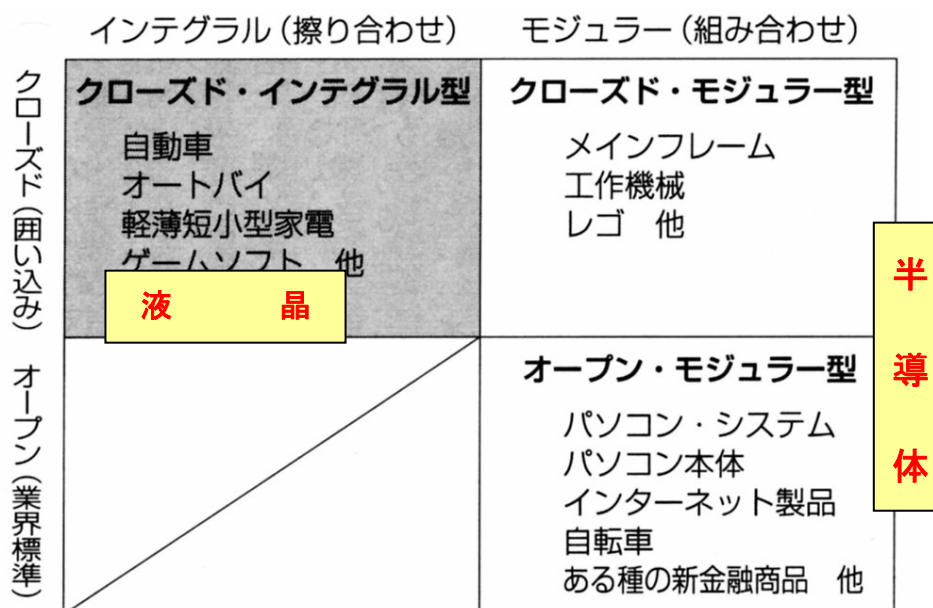 インテグラル（擦り合わせ）
モジュラー（組み合わせ）
クローズド（囲い込み）
クローズド・インテグラル型
自動車
オートバイ
軽薄短小型家電
ゲームソフト　他
液　晶
クローズド・モジュラー型
メインフレーム
工作機械
レゴ　他
半導体
オープン（業界標準）
オープン・モジュラー型
パソコン・システム
パソコン本体
インターネット製品
自転車
ある種の新金融商品　他